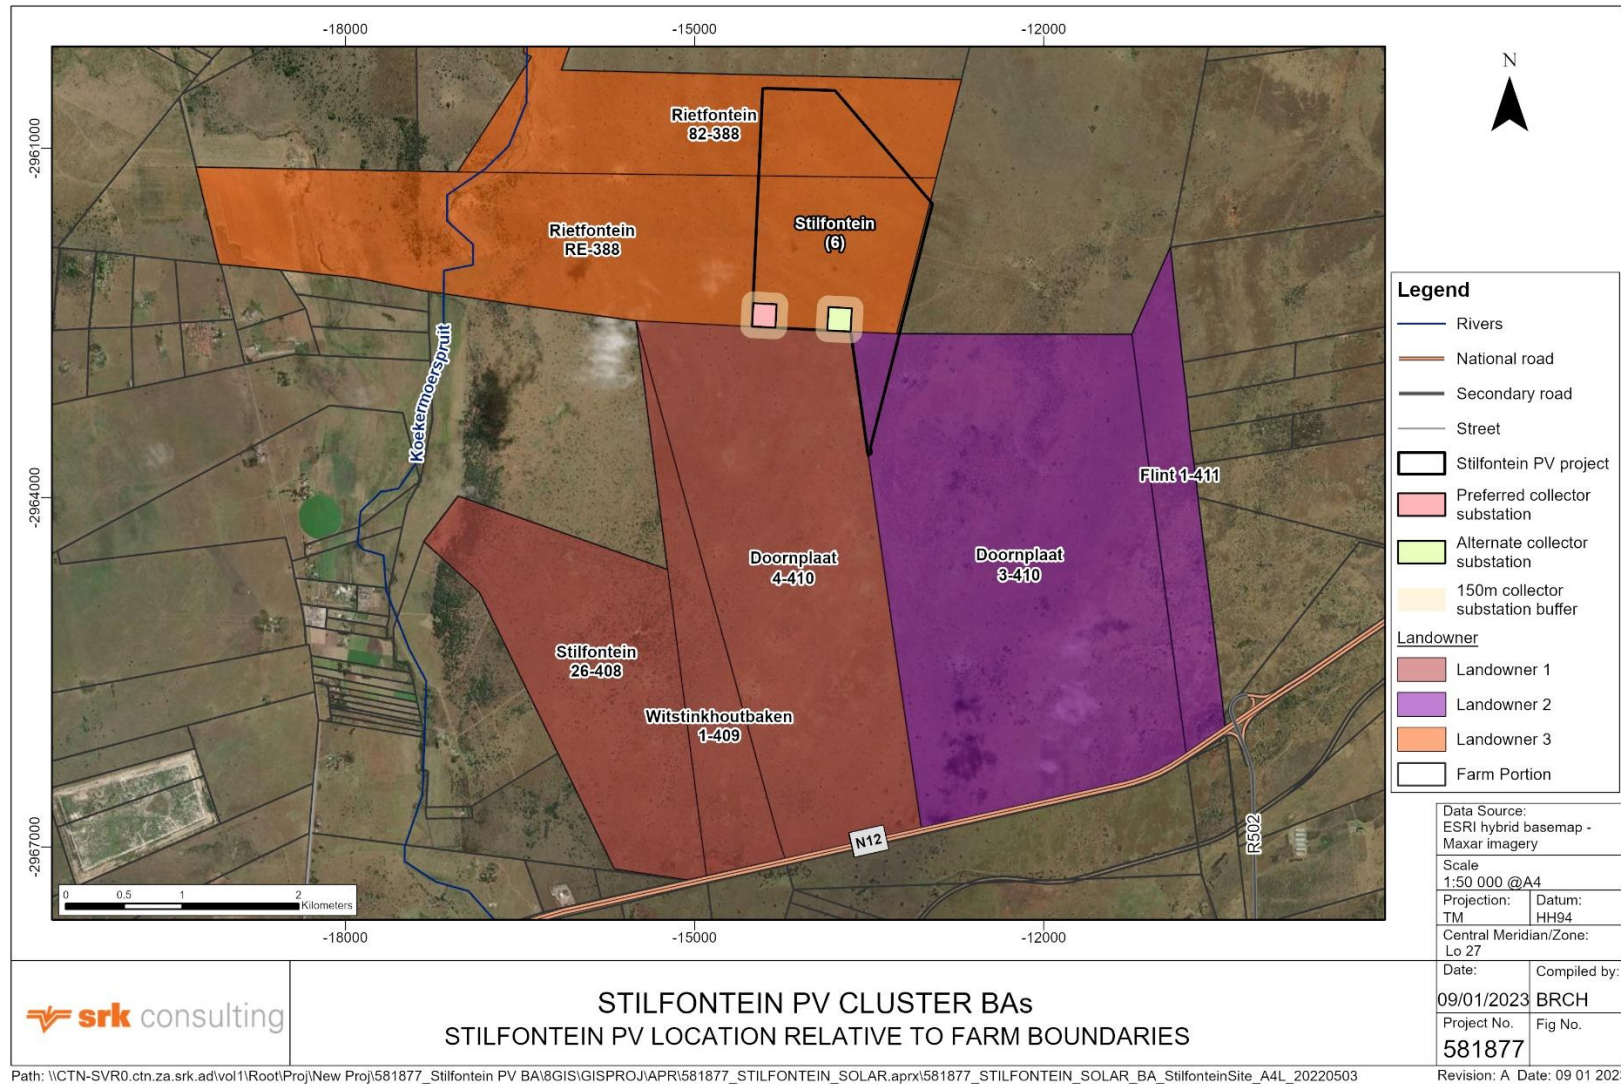 -18000
-15000
-12000
N
-2961000
-2964000
-2967000
Rietfontein
82-388
Rietfontein
RE-388
Stilfontein
(6)
Koekermoerspruit
Flint 1-411
Doornplaat
4-410
Doornplaat
3-410
Stilfontein
26-408
Witstinkhoutbaken
1-409
N12
R502
0 0.5 1 2
Kilometers
-18000
-15000
-12000
Legend
Rivers
National road
Secondary road
Street
Stilfontein PV project
Preferred collector
substation
Alternate collector
substation
150m collector
substation buffer
Landowner
Landowner 1
Landowner 2
Landowner 3
Farm Portion
Data Source:
ESRI hybrid basemap -
Maxar imagery
Scale
1:50 000 @A4
Projection: Datum:
TM HH94
Central Meridian/Zone:
Lo 27
Date: Compiled by:
09/01/2023 BRCH
Project No. Fig No.
581877
srk consulting
STILFONTEIN PV CLUSTER BAs
STILFONTEIN PV LOCATION RELATIVE TO FARM BOUNDARIES
Path: \\CTN-SVR0.ctn.za.srk.ad\vol1\Root\Proj\New Proj\581877_Stilfontein PV BA\8GIS\GISPROJ\APR\581877_STILFONTEIN_SOLAR.aprx\581877_STILFONTEIN_SOLAR_BA_StilfonteinSite_A4L_20220503
Revision: A Date: 09 01 202